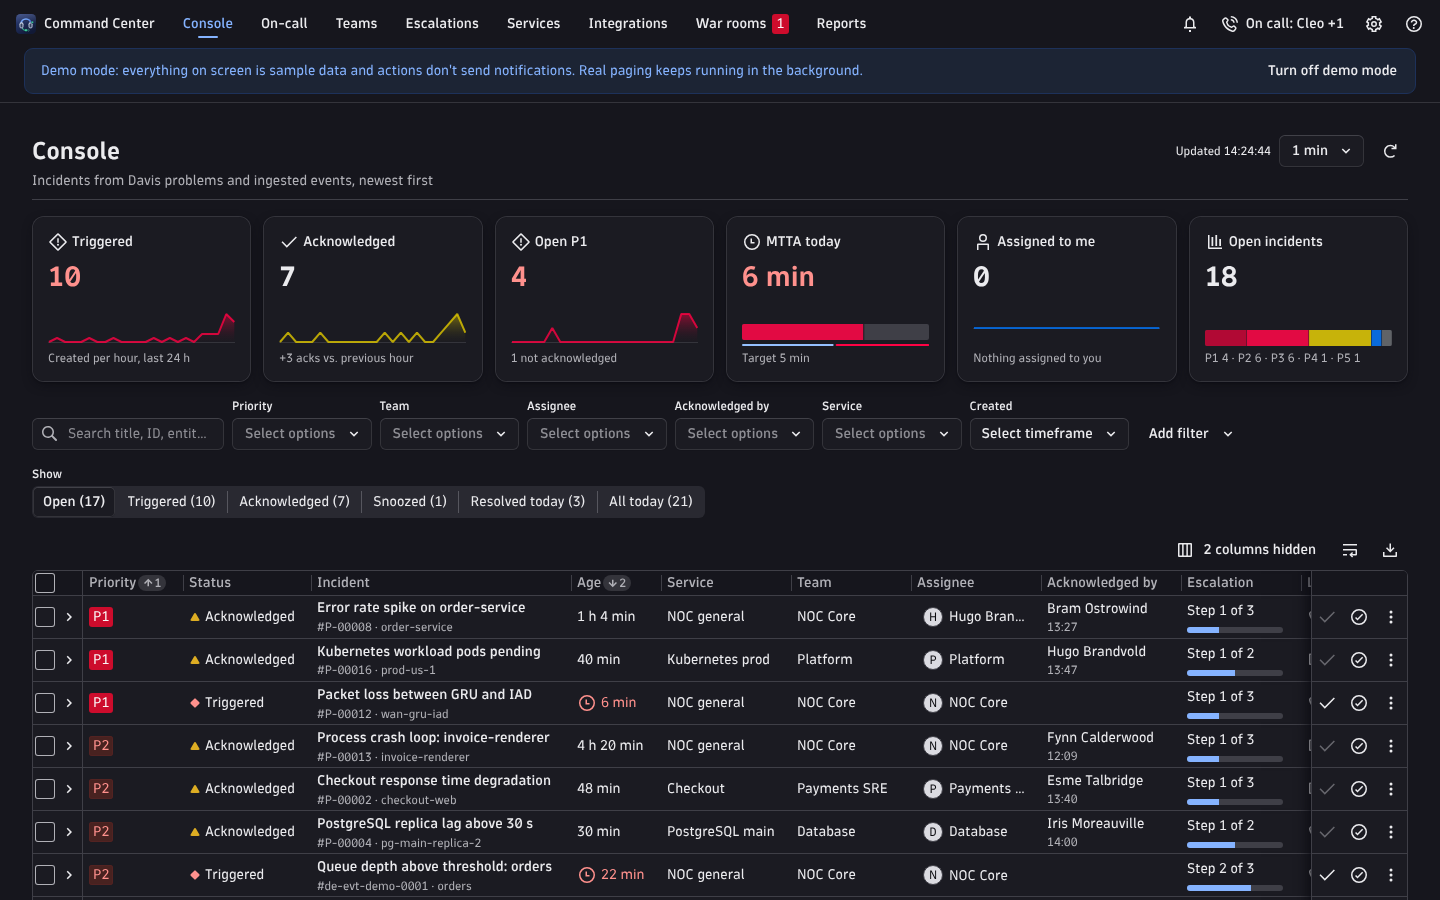 Command Center Console On-call Teams Escalations Services Integrations War rooms 1 Reports On call: Cleo +1
Demo mode: everything on screen is sample data and actions don't send notifications. Real paging keeps running in the background. Turn off demo mode
Console
Updated 14:24:44 1 min
Incidents from Davis problems and ingested events, newest first
Triggered
10
Created per hour, last 24 h
Acknowledged
7
+3 acks vs. previous hour
Open P1
4
1 not acknowledged
MTTA today
6 min
Target 5 min
Assigned to me
0
Nothing assigned to you
Open incidents
18
P1 4 · P2 6 · P3 6 · P4 1 · P5 1
Priority Team Assignee Acknowledged by Service Created
Search title, ID, entit... Select options Select options Select options Select options Select options Select timeframe Add filter
Show
Open (17) Triggered (10) Acknowledged (7) Snoozed (1) Resolved today (3) All today (21)
2 columns hidden
Priority 1 Status Incident Age 2 Service Team Assignee Acknowledged by Escalation
P1 Acknowledged Error rate spike on order-service 1 h 4 min NOC general NOC Core H Hugo Bran... Bram Ostrowind Step 1 of 3
#P-00008 · order-service 13:27
P1 Acknowledged Kubernetes workload pods pending 40 min Kubernetes prod Platform P Platform Hugo Brandvold Step 1 of 2
#P-00016 · prod-us-1 13:47
P1 Triggered Packet loss between GRU and IAD 6 min NOC general NOC Core N NOC Core Step 1 of 3
#P-00012 · wan-gru-iad
P2 Acknowledged Process crash loop: invoice-renderer 4 h 20 min NOC general NOC Core N NOC Core Fynn Calderwood Step 1 of 3
#P-00013 · invoice-renderer 12:09
P2 Acknowledged Checkout response time degradation 48 min Checkout Payments SRE P Payments ... Esme Talbridge Step 1 of 3
#P-00002 · checkout-web 13:40
P2 Acknowledged PostgreSQL replica lag above 30 s 30 min PostgreSQL main Database D Database Iris Moreauville Step 1 of 2
#P-00004 · pg-main-replica-2 14:00
P2 Triggered Queue depth above threshold: orders 22 min NOC general NOC Core N NOC Core Step 2 of 3
#de-evt-demo-0001 · orders